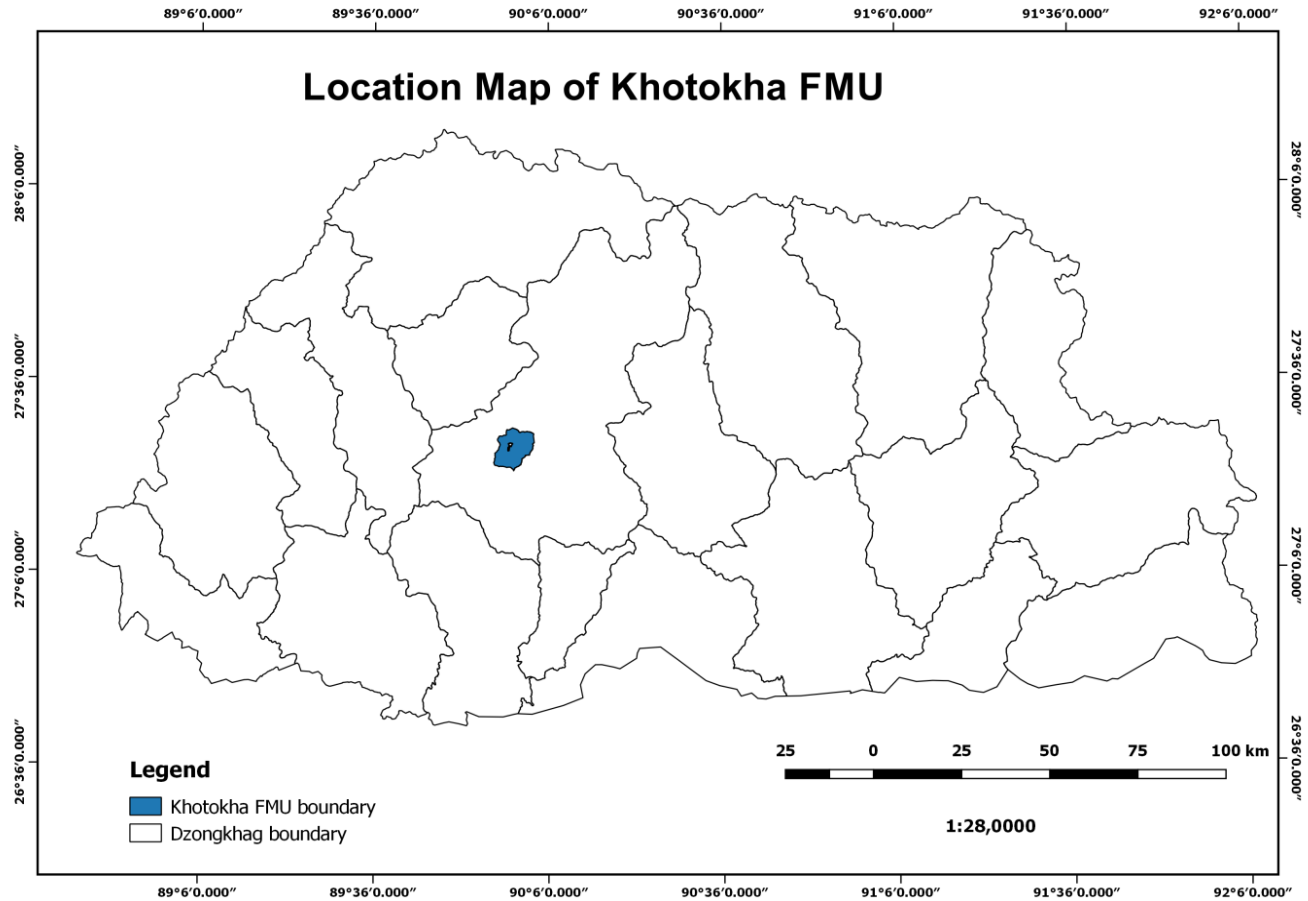 89°6′0.000″ 89°36′0.000″ 90°6′0.000″ 90°36′0.000″ 91°6′0.000″ 91°36′0.000″ 92°6′0.000″
Location Map of Khotokha FMU
28°6′0.000″
27°36′0.000″
27°6′0.000″
26°36′0.000″
28°6′0.000″
27°36′0.000″
27°6′0.000″
26°36′0.000″
25 0 25 50 75 100 km
1:28,0000
Legend
Khotokha FMU boundary
Dzongkhag boundary
89°6′0.000″ 89°36′0.000″ 90°6′0.000″ 90°36′0.000″ 91°6′0.000″ 91°36′0.000″ 92°6′0.000″